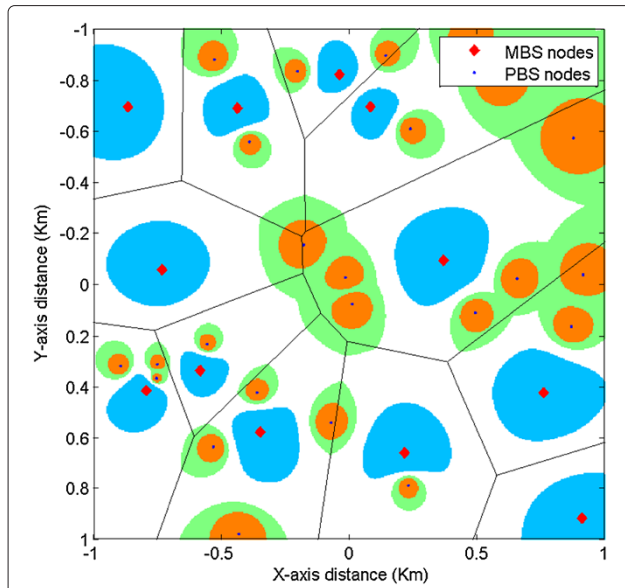 -1
-0.8
-0.6
-0.4
-0.2
0
0.2
0.4
0.6
0.8
1
Y-axis distance (Km)
MBS nodes
PBS nodes
-1 -0.5 0 0.5 1
X-axis distance (Km)